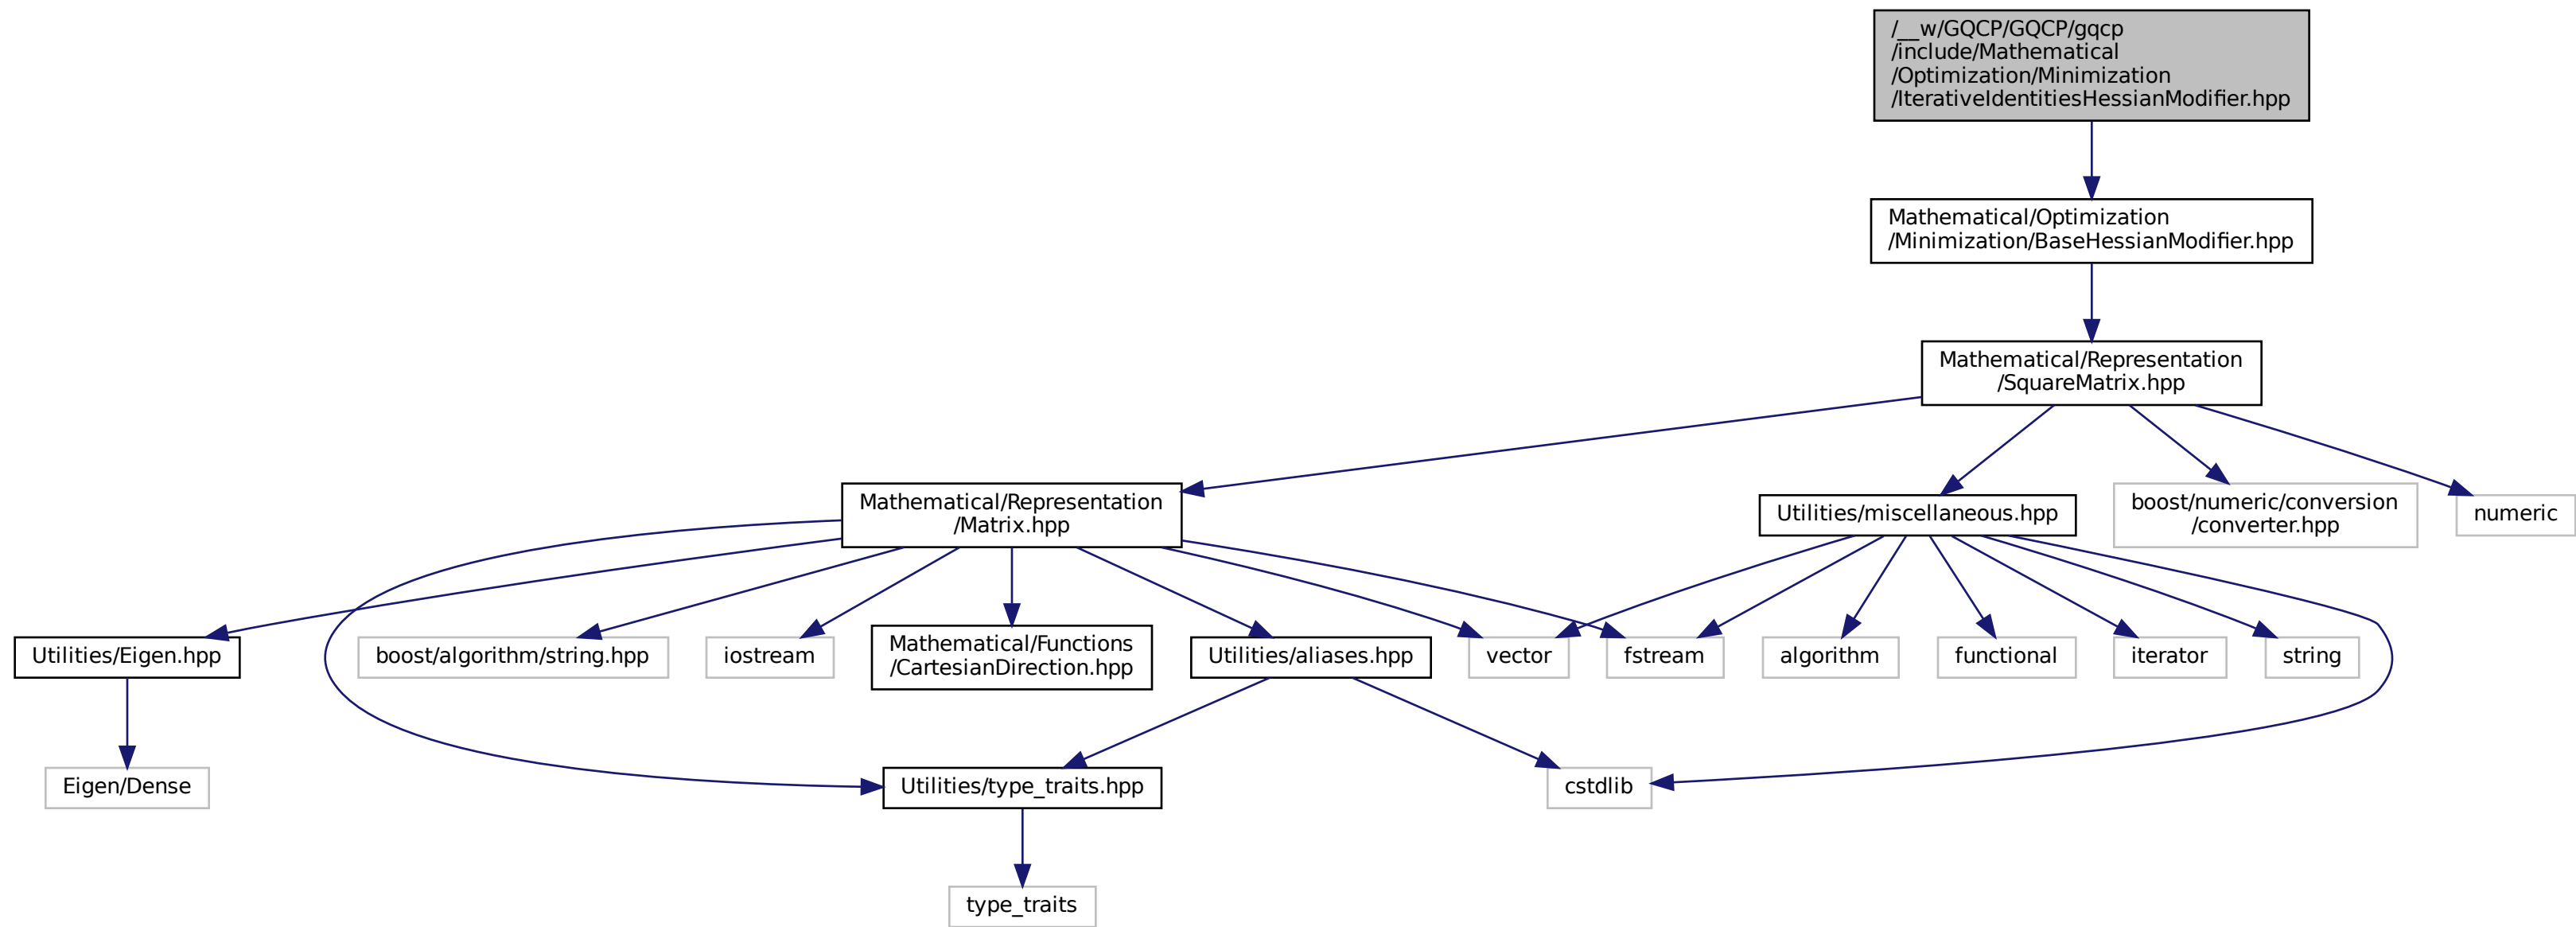 /__w/GQCP/GQCP/gqcp
/include/Mathematical
/Optimization/Minimization
/IterativeIdentitiesHessianModifier.hpp
Mathematical/Optimization
/Minimization/BaseHessianModifier.hpp
Mathematical/Representation
/SquareMatrix.hpp
Mathematical/Representation
/Matrix.hpp
Utilities/miscellaneous.hpp
boost/numeric/conversion
/converter.hpp
numeric
Utilities/Eigen.hpp
boost/algorithm/string.hpp
iostream
Mathematical/Functions
/CartesianDirection.hpp
Utilities/aliases.hpp
vector
fstream
algorithm
functional
iterator
string
Eigen/Dense
Utilities/type_traits.hpp
cstdlib
type_traits